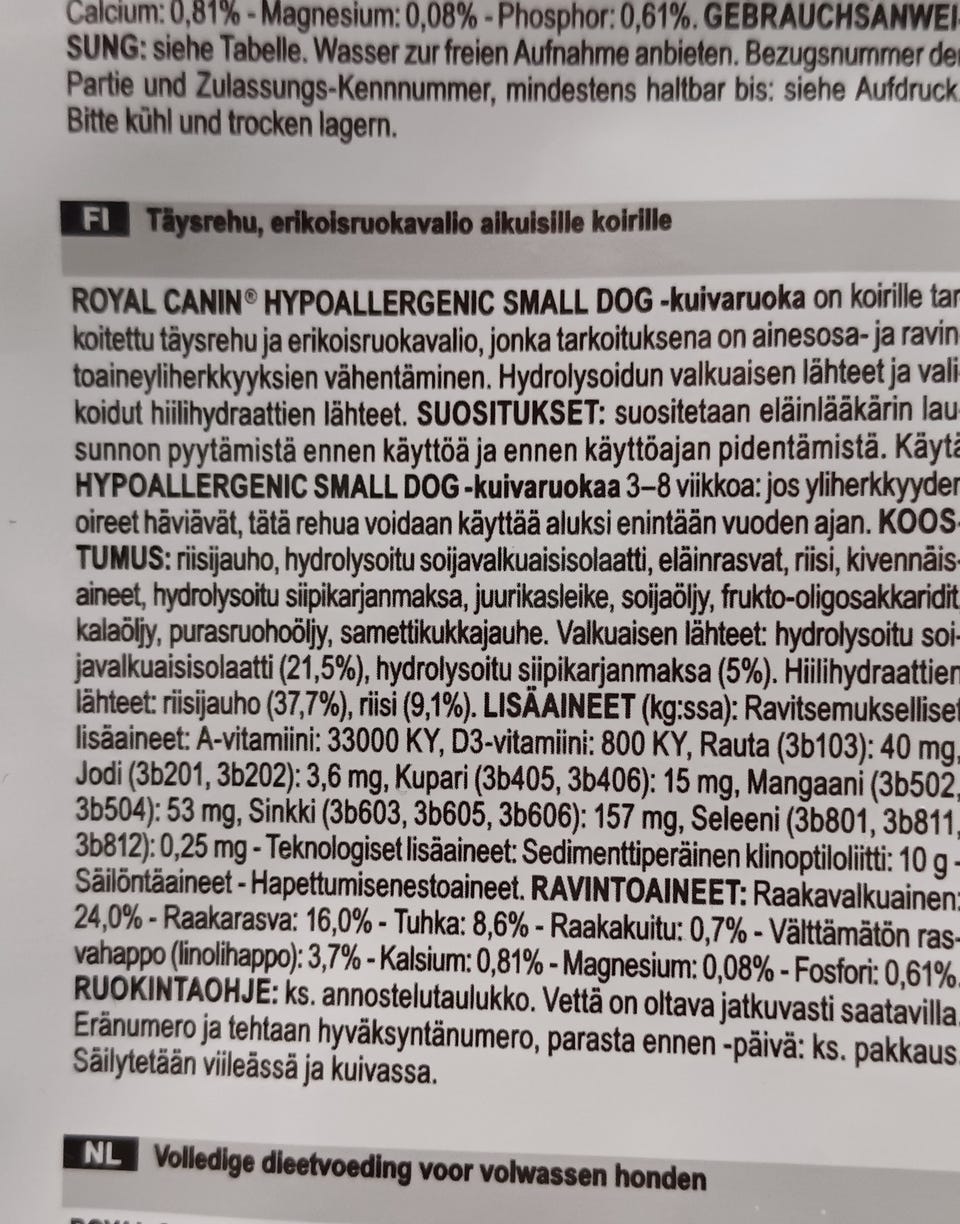 Calcium: 0,81% - Magnesium: 0,08% - Phosphor: 0,61%. GEBRAUCHSANWEI-
SUNG: siehe Tabelle. Wasser zur freien Aufnahme anbieten. Bezugsnummer der
Partie und Zulassungs-Kennnummer, mindestens haltbar bis: siehe Aufdruck.
Bitte kühl und trocken lagern.
FI Täysrehu, erikoisruokavalio aikuisille koirille
ROYAL CANIN® HYPOALLERGENIC SMALL DOG -kuivaruoka on koirille tar
koitettu täysrehu ja erikoisruokavalio, jonka tarkoituksena on ainesosa- ja ravin
toaineyliherkkyyksien vähentäminen. Hydrolysoidun valkuaisen lähteet ja vali
koidut hiilihydraattien lähteet. SUOSITUKSET: suositetaan eläinlääkärin lau
sunnon pyytämistä ennen käyttöä ja ennen käyttöajan pidentämistä. Käytä
HYPOALLERGENIC SMALL DOG -kuivaruokaa 3–8 viikkoa: jos yliherkkyyden
oireet häviävät, tätä rehua voidaan käyttää aluksi enintään vuoden ajan. KOOS-
TUMUS: riisijauho, hydrolysoitu soijavalkuaisisolaatti, eläinrasvat, riisi, kivennäis-
aineet, hydrolysoitu siipikarjanmaksa, juurikasleike, soijaöljy, frukto-oligosakkaridit,
kalaöljy, purasruohoöljy, samettikukkajauhe. Valkuaisen lähteet: hydrolysoitu soi-
javalkuaisisolaatti (21,5%), hydrolysoitu siipikarjanmaksa (5%). Hiilihydraattien
lähteet: riisijauho (37,7%), riisi (9,1%). LISÄAINEET (kg:ssa): Ravitsemukselliset
lisäaineet: A-vitamiini: 33000 KY, D3-vitamiini: 800 KY, Rauta (3b103): 40 mg,
Jodi (3b201, 3b202): 3,6 mg, Kupari (3b405, 3b406): 15 mg, Mangaani (3b502,
3b504): 53 mg, Sinkki (3b603, 3b605, 3b606): 157 mg, Seleeni (3b801, 3b811,
3b812): 0,25 mg - Teknologiset lisäaineet: Sedimenttiperäinen klinoptiloliitti: 10 g -
Säilöntäaineet - Hapettumisenestoaineet. RAVINTOAINEET: Raakavalkuainen:
24,0% - Raakarasva: 16,0% - Tuhka: 8,6% - Raakakuitu: 0,7% - Välttämätön ras-
vahappo (linolihappo): 3,7% - Kalsium: 0,81% - Magnesium: 0,08% - Fosfori: 0,61%.
RUOKINTAOHJE: ks. annostelutaulukko. Vettä on oltava jatkuvasti saatavilla.
Eränumero ja tehtaan hyväksyntänumero, parasta ennen -päivä: ks. pakkaus.
Säilytetään viileässä ja kuivassa.
NL Volledige dieetvoeding voor volwassen honden